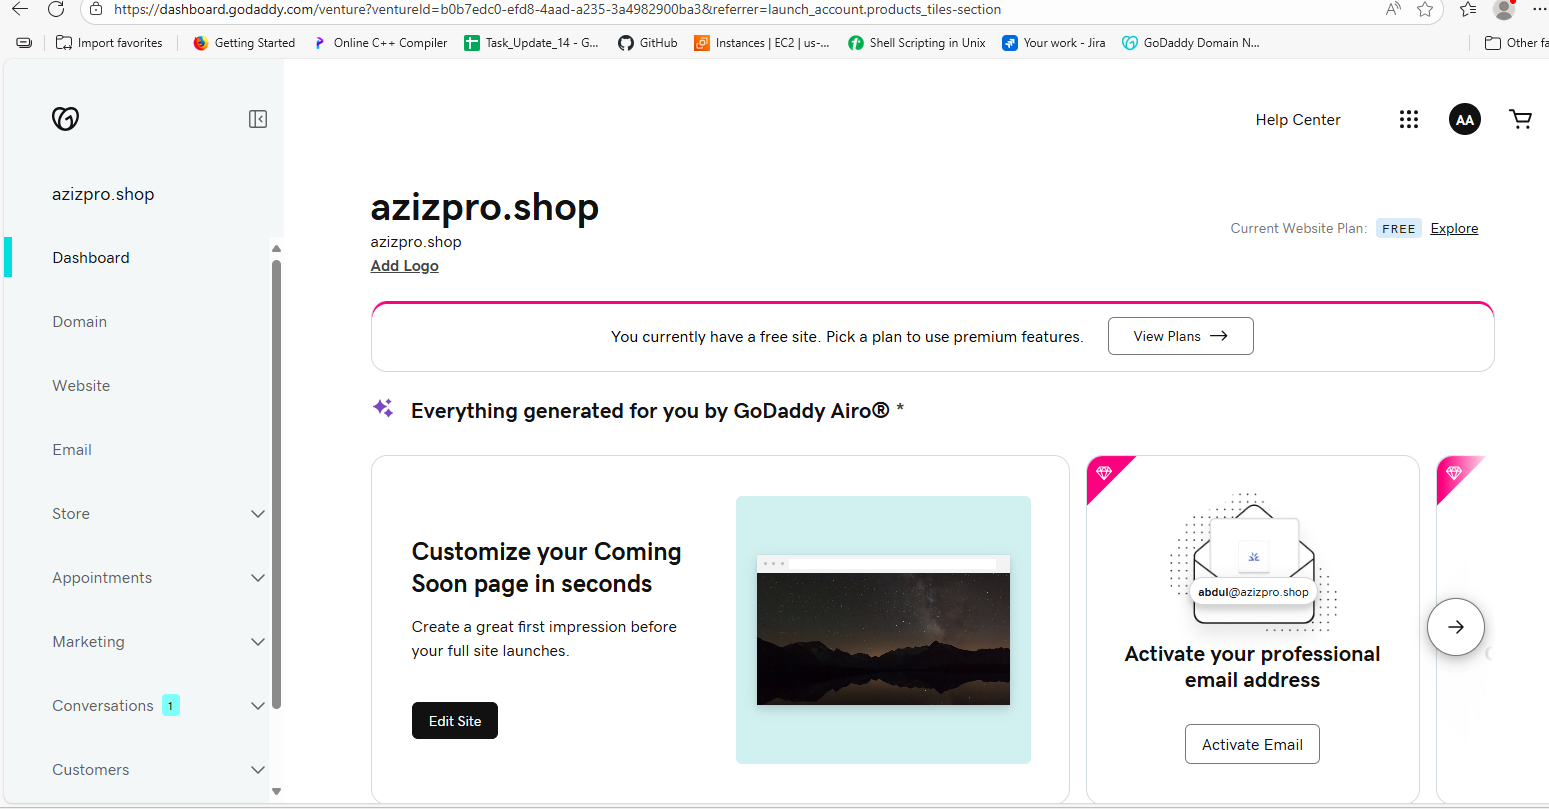 https://dashboard.godaddy.com/venture?ventureId=b0b7edc0-efd8-4aad-a235-3a4982900ba3&referrer=launch_account.products_tiles-section
Import favorites
Getting Started
Online C++ Compiler
Task_Update_14 - G...
GitHub
Instances | EC2 | us-...
Shell Scripting in Unix
Your work - Jira
GoDaddy Domain N...
Other fa
Help Center
AA
azizpro.shop
Dashboard
Domain
Website
Email
Store
Appointments
Marketing
Conversations 1
Customers
azizpro.shop
azizpro.shop
Add Logo
Current Website Plan: FREE Explore
You currently have a free site. Pick a plan to use premium features.
View Plans →
Everything generated for you by GoDaddy Airo® *
Customize your Coming
Soon page in seconds
Create a great first impression before
your full site launches.
Edit Site
abdul@azizpro.shop
Activate your professional
email address
Activate Email